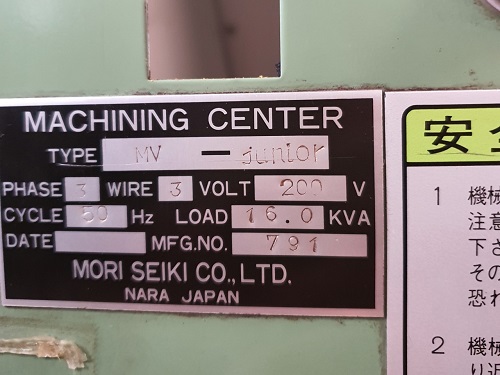 MACHINING CENTER
TYPE MV — junior
PHASE 3 WIRE 3 VOLT 200 V
CYCLE 50 Hz LOAD 16.0 KVA
DATE MFG.NO. 791
MORI SEIKI CO., LTD.
NARA JAPAN
安
1 機械
注意
下さ
その
恐れ
2 機械
り返